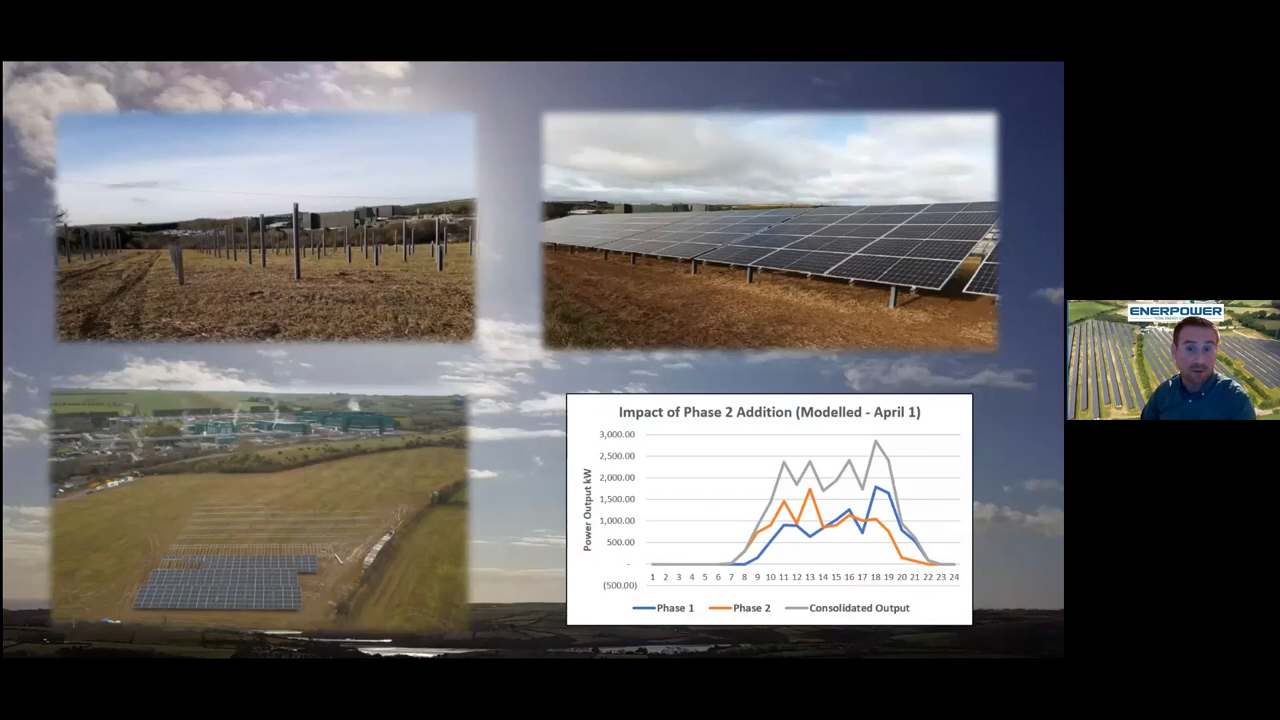 ENERPOWER
Impact of Phase 2 Addition (Modelled - April 1)
Power Output kW
3,000.00
2,500.00
2,000.00
1,500.00
1,000.00
500.00
-
(500.00)
1 2 3 4 5 6 7 8 9 10 11 12 13 14 15 16 17 18 19 20 21 22 23 24
Phase 1 Phase 2 Consolidated Output